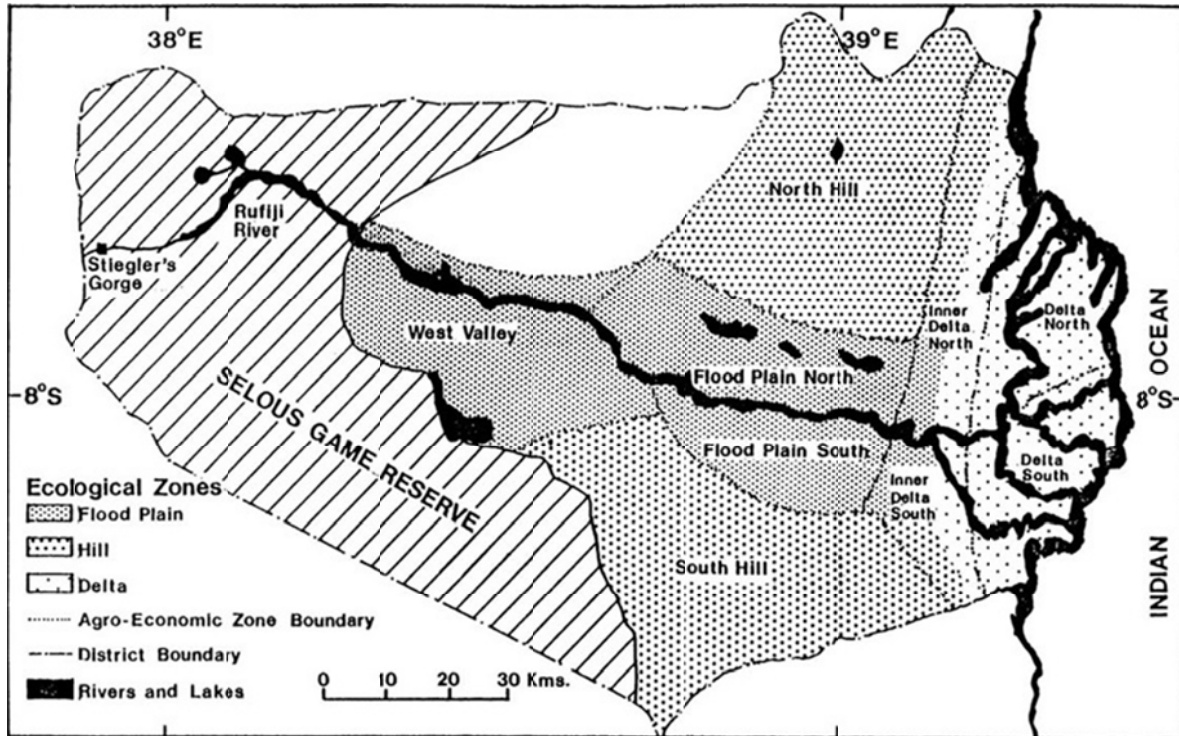 38°E
39°E
North Hill
Rufiji
River
Stiegler's
Gorge
West Valley
Inner
Delta
North
Delta
North
OCEAN
8°S
Flood Plain North
8°S
SELOUS GAME RESERVE
Flood Plain South
Delta
South
Inner
Delta
South
South Hill
INDIAN
Ecological Zones
Flood Plain
Hill
Delta
Agro-Economic Zone Boundary
District Boundary
Rivers and Lakes
0 10 20 30 Kms.